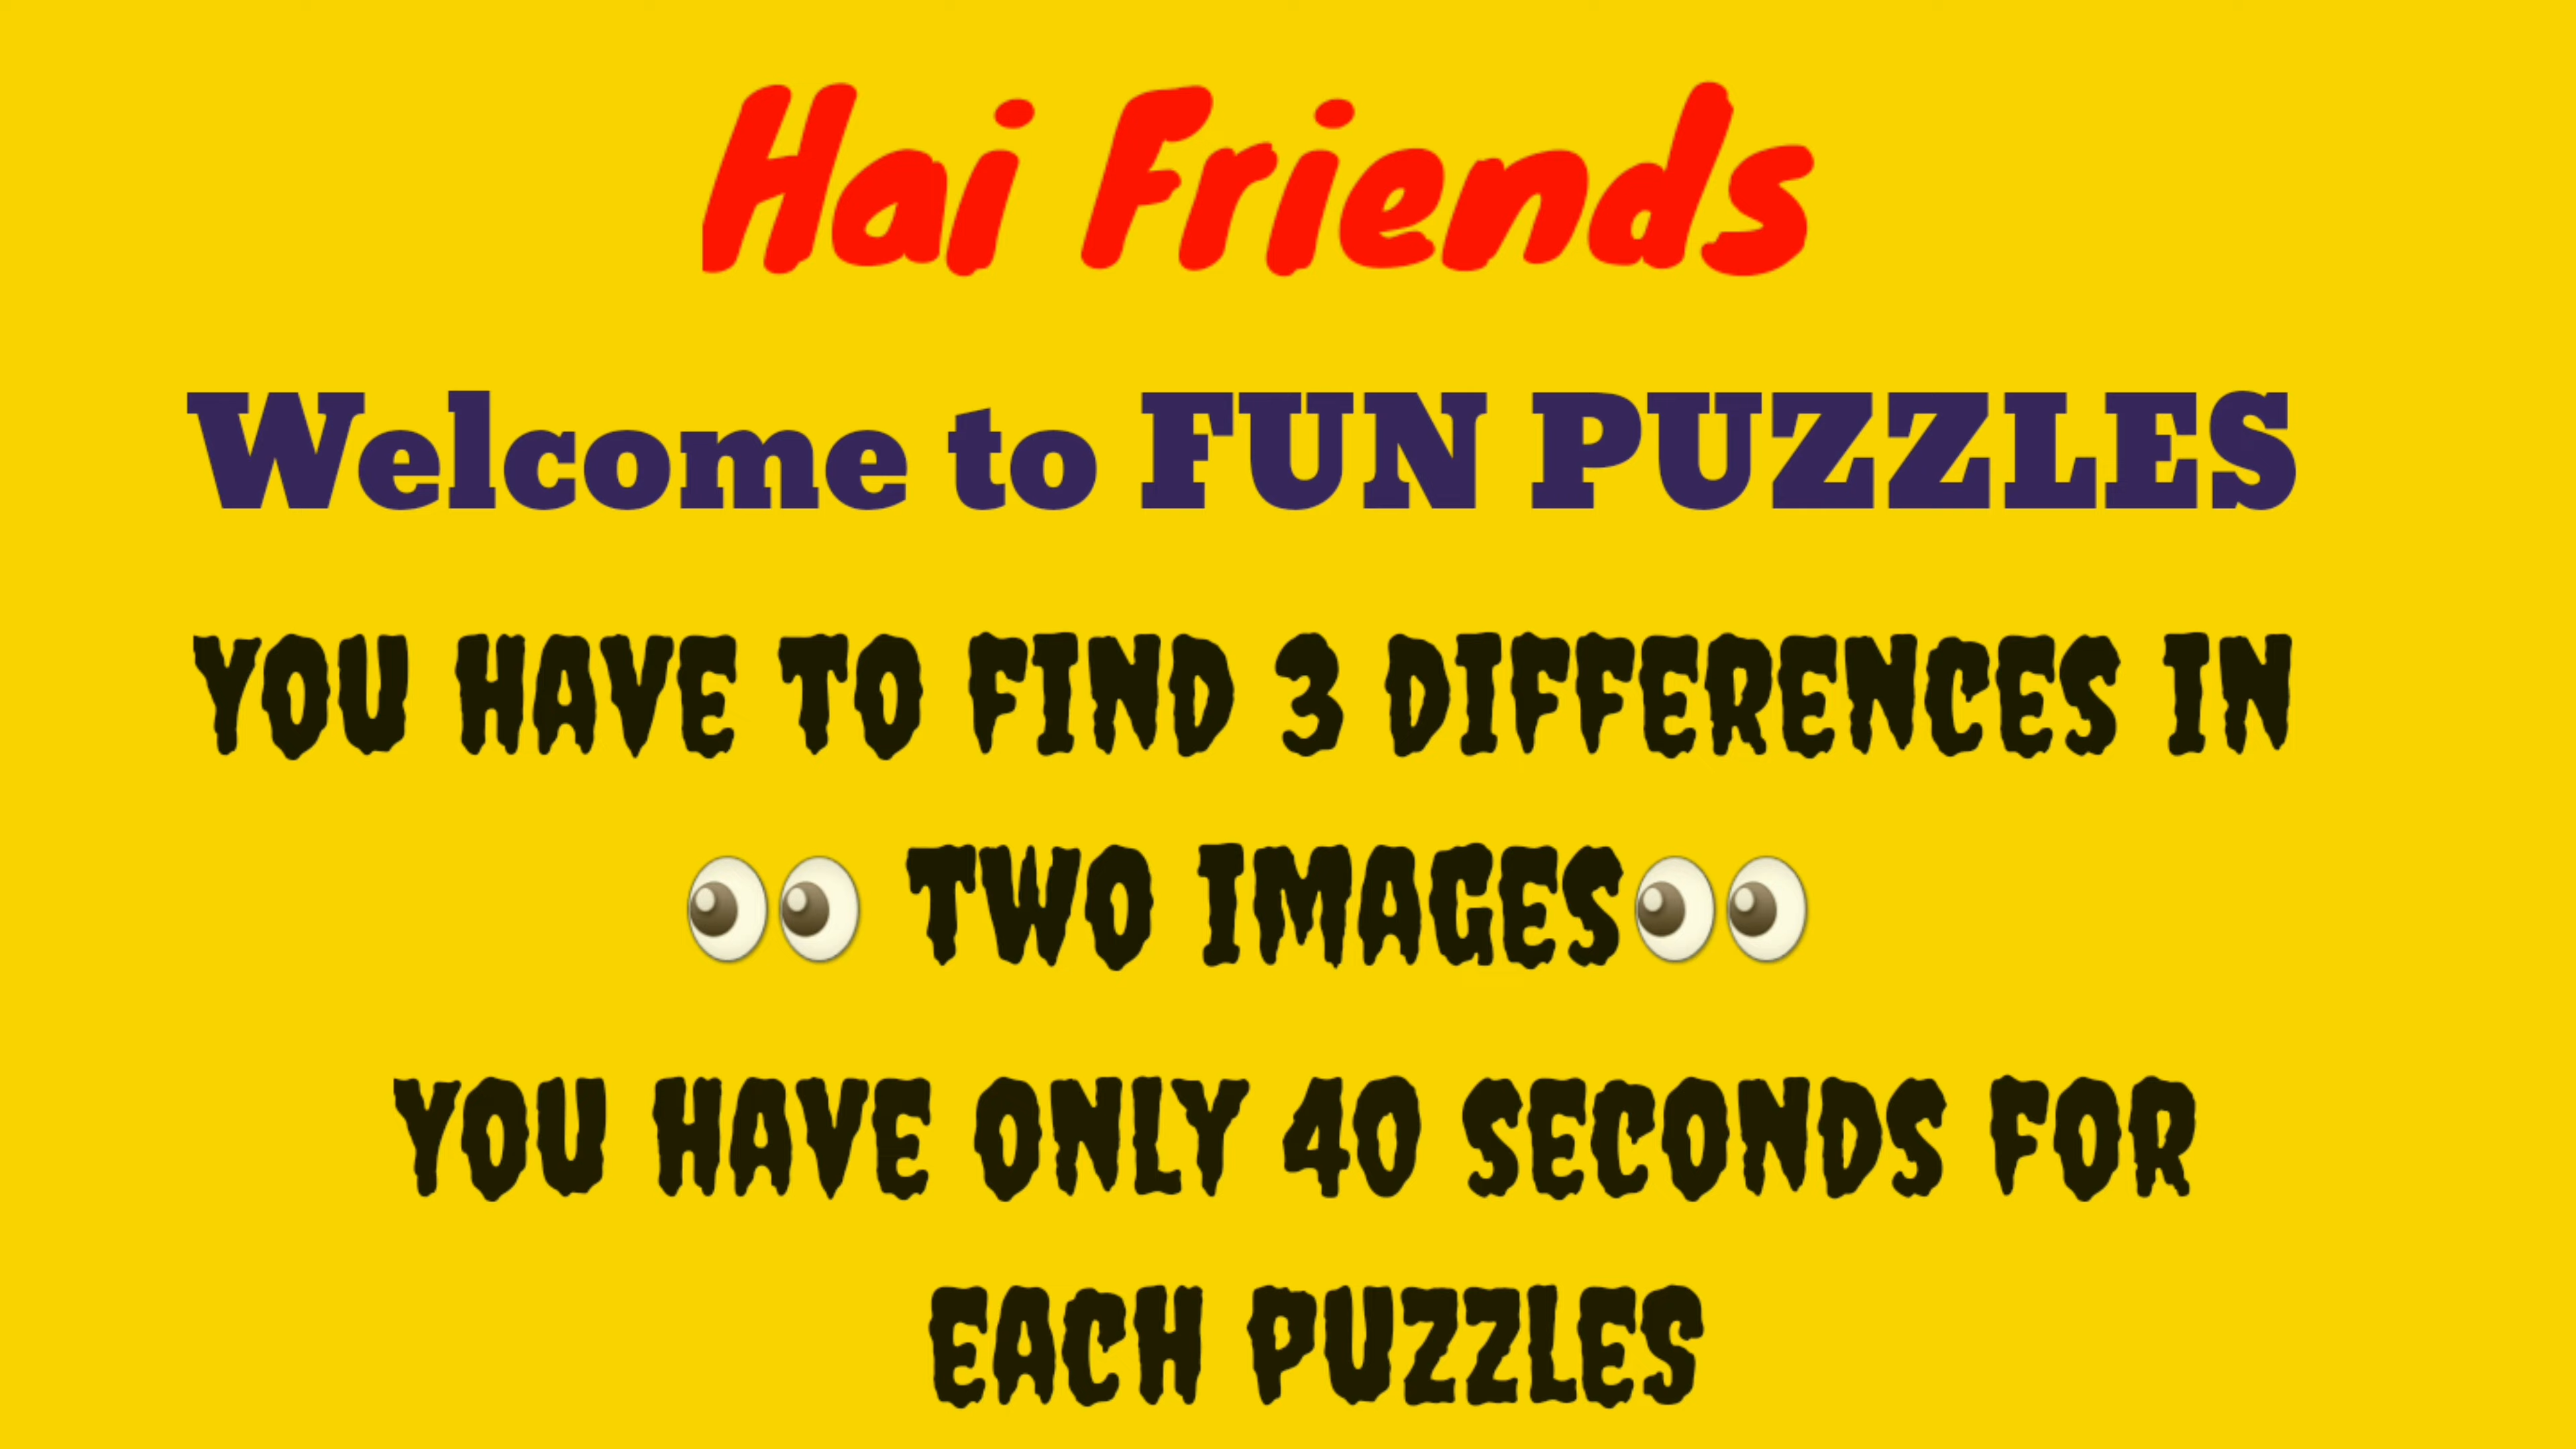 Hai Friends
Welcome to FUN PUZZLES
YOU HAVE TO FIND 3 DIFFERENCES IN
👀 TWO IMAGES👀
YOU HAVE ONLY 40 SECONDS FOR
EACH PUZZLES